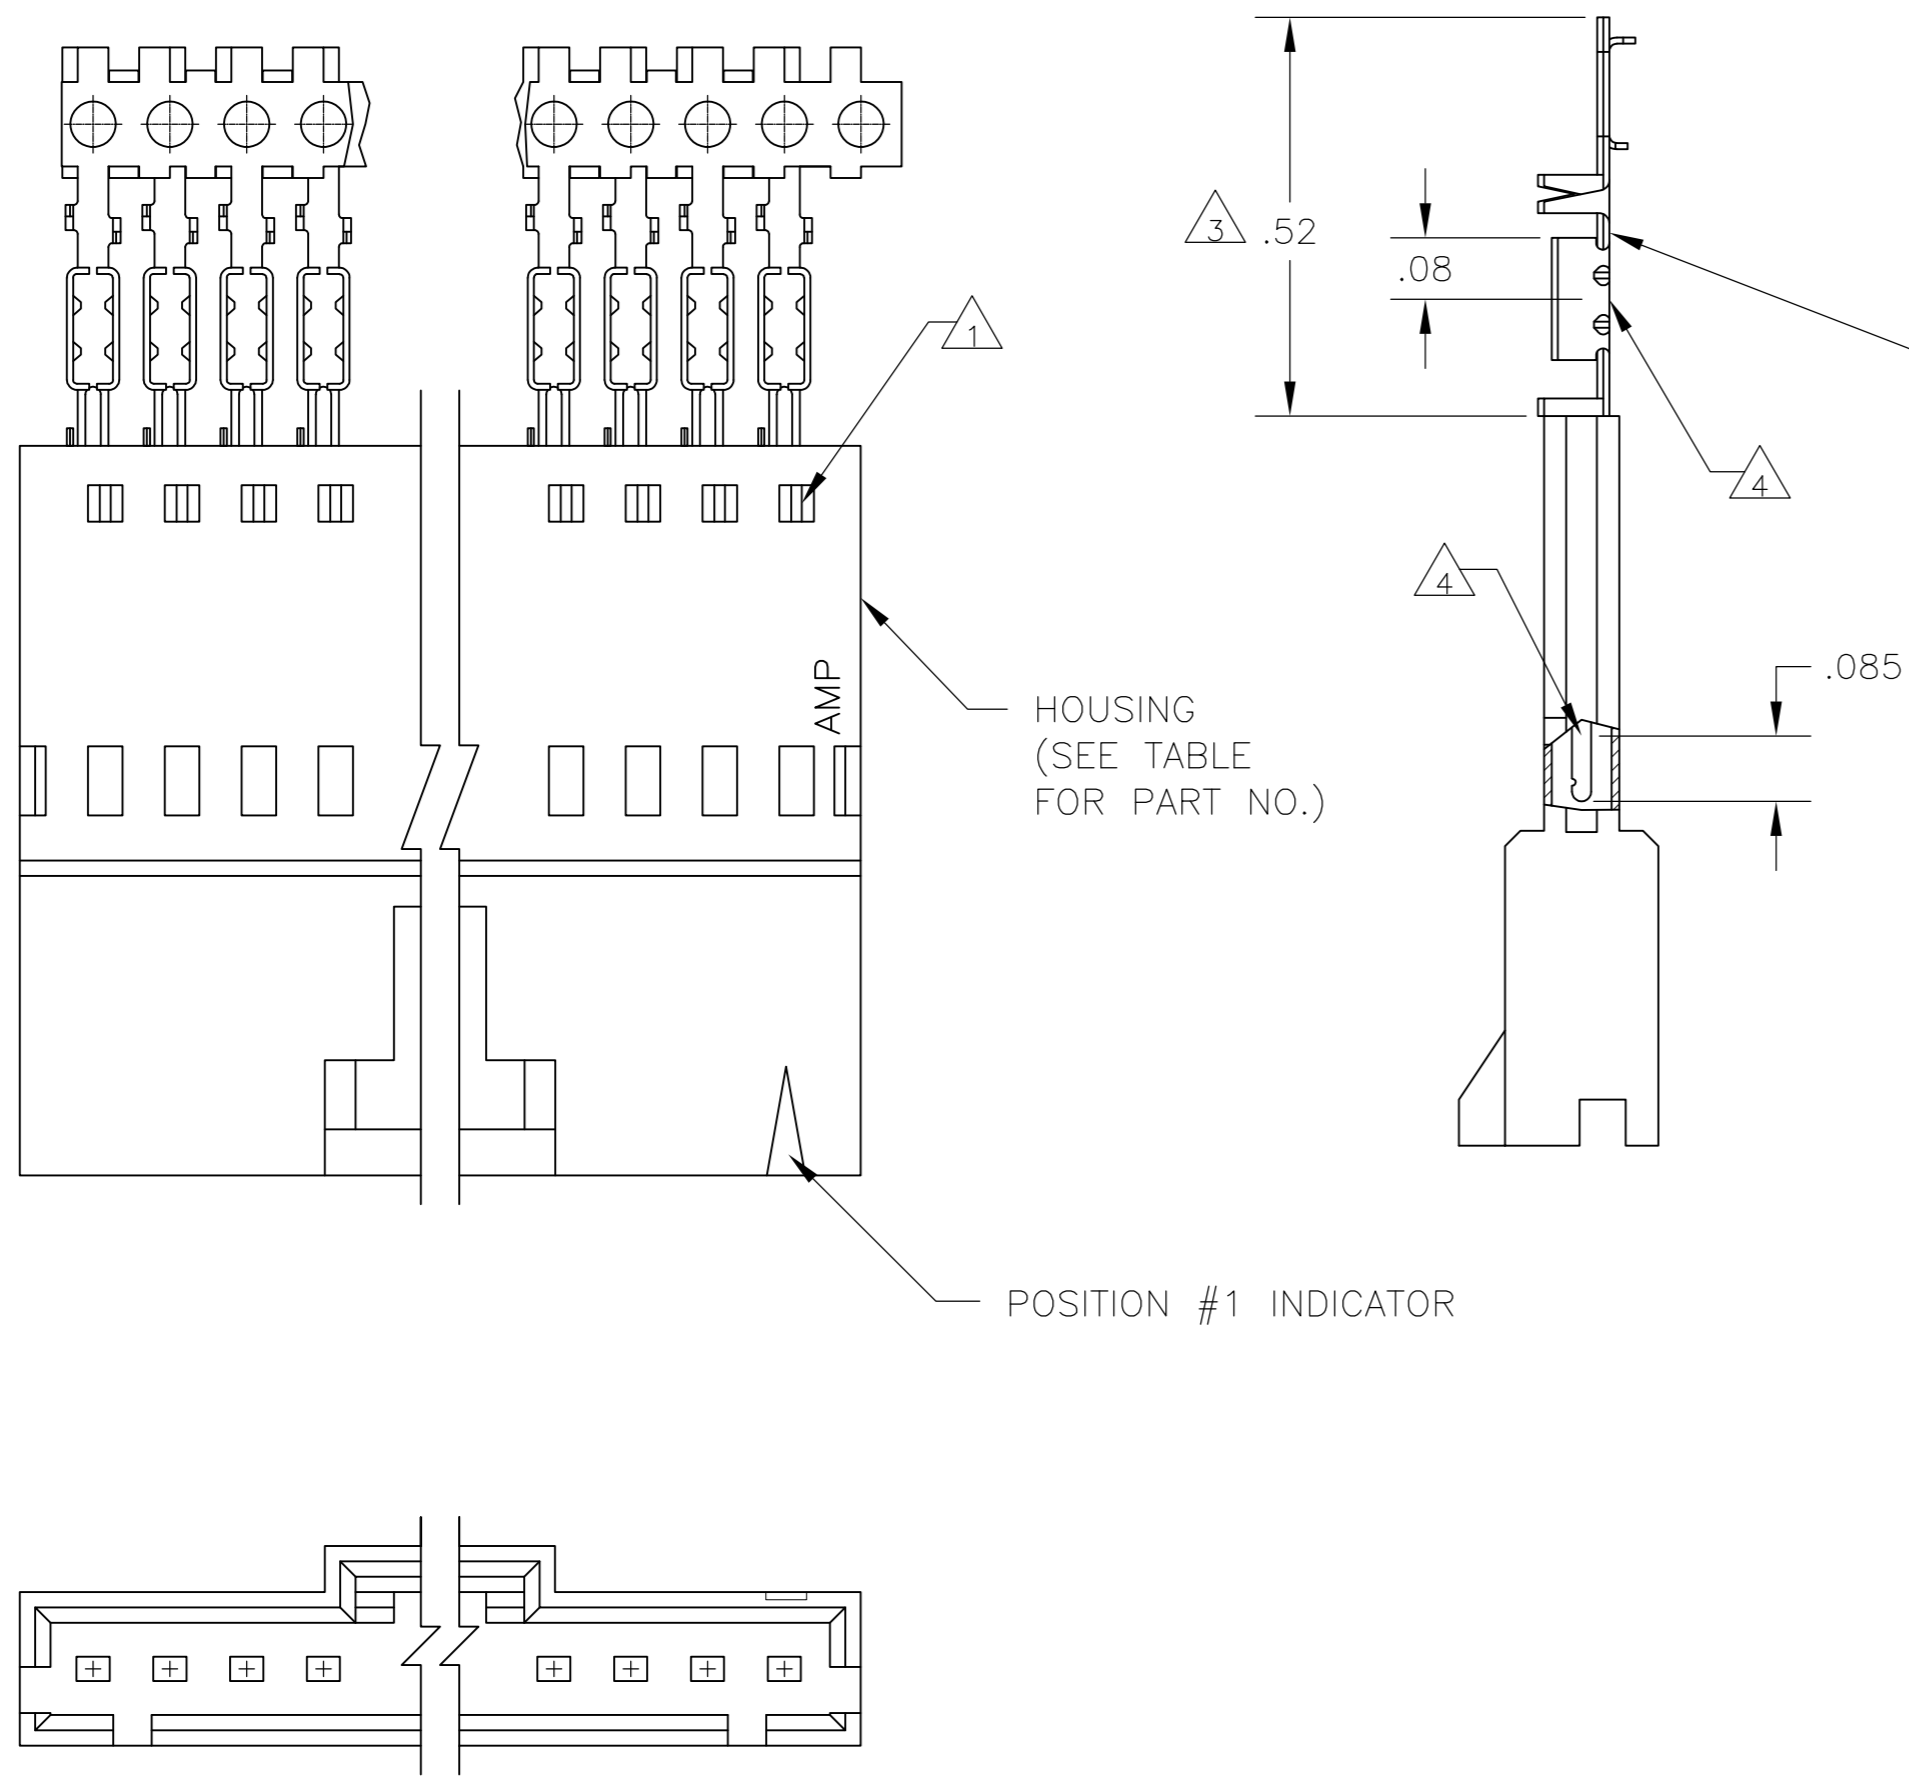 3 .52
.08
1
4
4
.085
AMP
HOUSING
(SEE TABLE
FOR PART NO.)
POSITION #1 INDICATOR